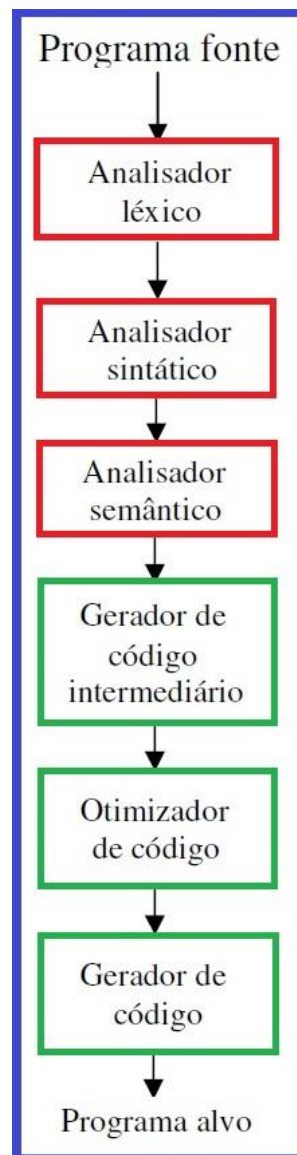 Programa fonte
Analisador
léxico
Analisador
sintático
Analisador
semântico
Gerador de
código
intermediário
Otimizador
de código
Gerador de
código
Programa alvo